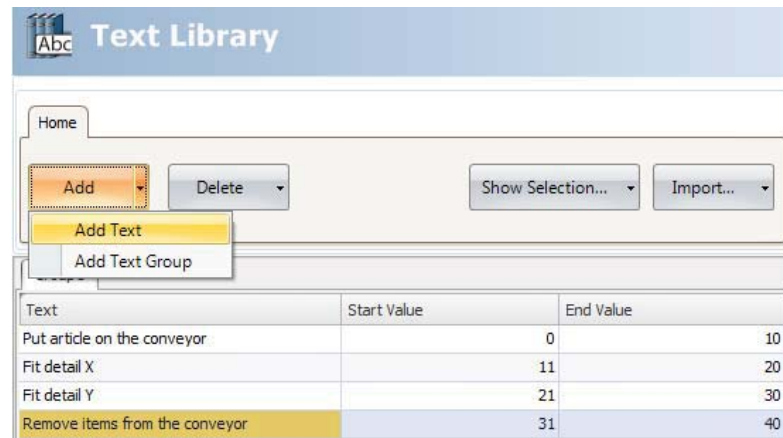 Abc Text Library
Home
Add Delete Show Selection... Import...
Add Text
Add Text Group
Text Start Value End Value
Put article on the conveyor 0 10
Fit detail X 11 20
Fit detail Y 21 30
Remove items from the conveyor 31 40